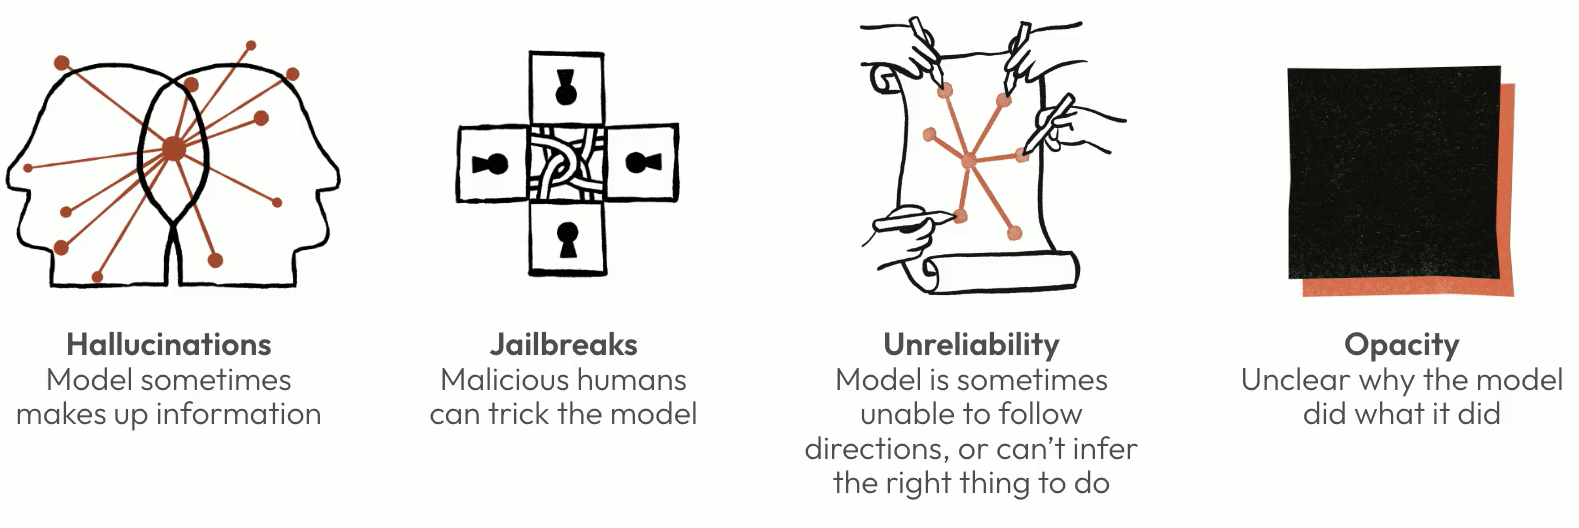 Hallucinations
Model sometimes
makes up information
Jailbreaks
Malicious humans
can trick the model
Unreliability
Model is sometimes
unable to follow
directions, or can’t infer
the right thing to do
Opacity
Unclear why the model
did what it did